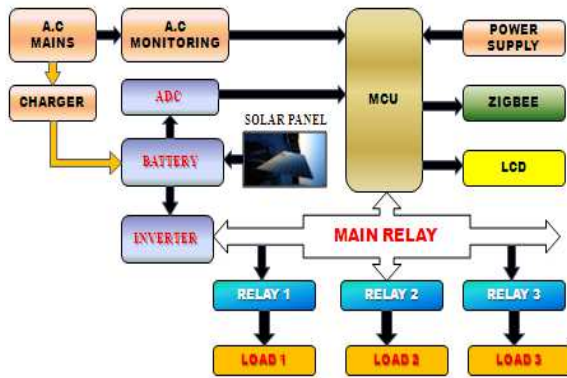 A.C
MAINS
A.C
MONITORING
MCU
POWER
SUPPLY
CHARGER
ADC
ZIGBEE
SOLAR PANEL
BATTERY
LCD
INVERTER
MAIN RELAY
RELAY 1
RELAY 2
RELAY 3
LOAD 1
LOAD 2
LOAD 3